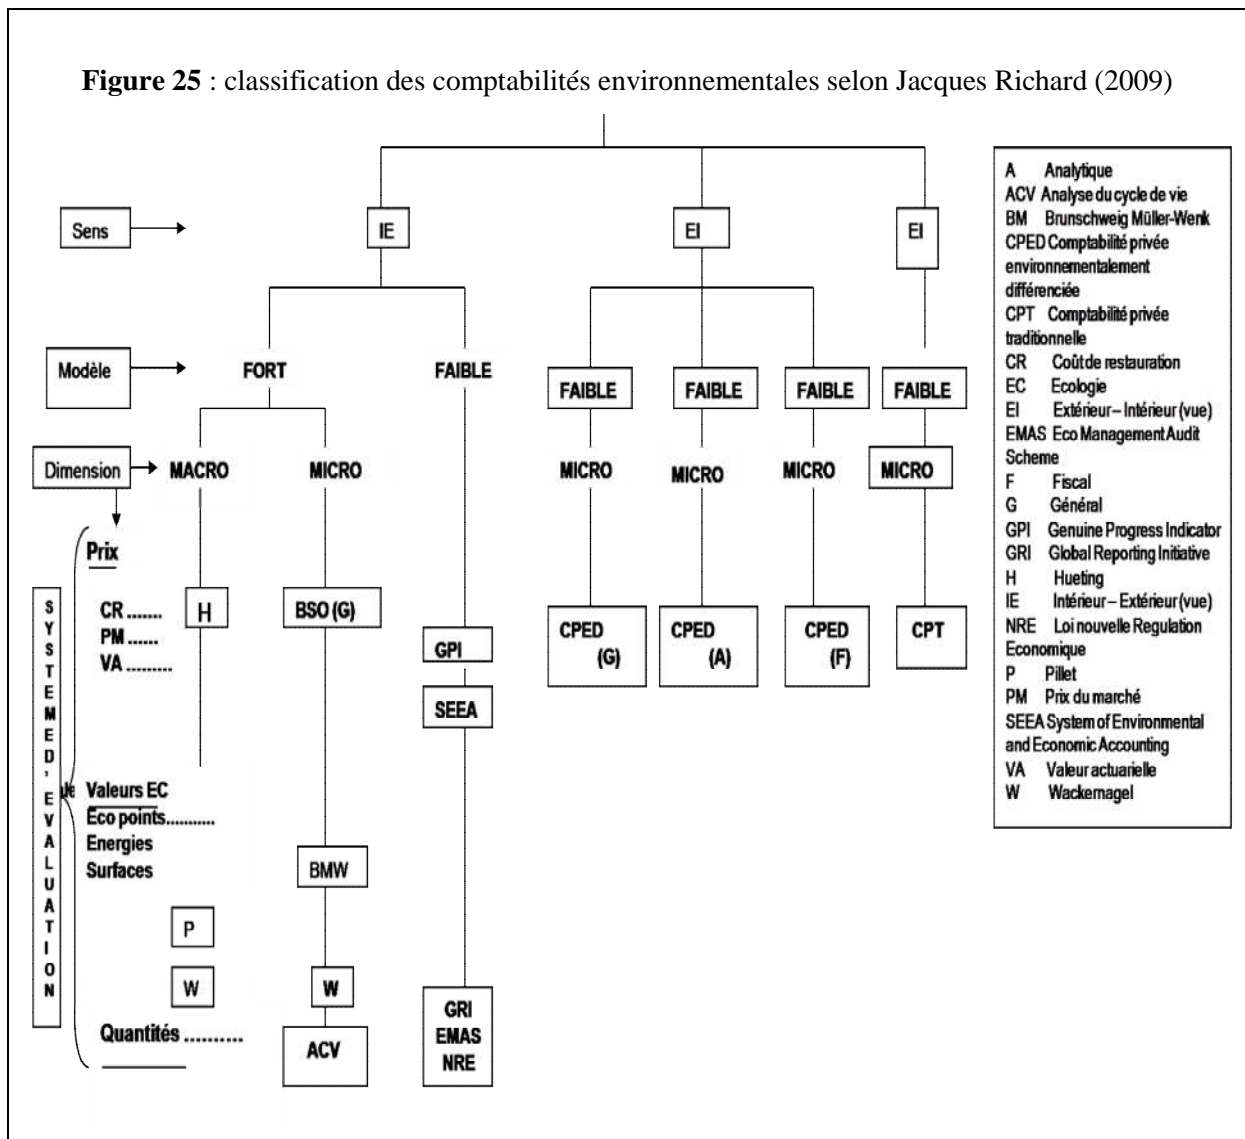 Figure 25 : classification des comptabilités environnementales selon Jacques Richard (2009)
Sens
IE
EI
EI
Modèle
FORT
FAIBLE
FAIBLE
FAIBLE
FAIBLE
FAIBLE
Dimension
MACRO
MICRO
MICRO
MICRO
MICRO
MICRO
SYSTEMED'EVALUATION
Prix
CR .......
PM ......
VA .........
H
BSO (G)
GPI
SEEA
CPED
(G)
CPED
(A)
CPED
(F)
CPT
Valeurs EC
Eco points...........
Energies
Surfaces
BMW
P
W
W
Quantités ..........
ACV
GRI
EMAS
NRE
A Analytique
ACV Analyse du cycle de vie
BM Brunschweig Müller-Wenk
CPED Comptabilité privée
environnementalement
différenciée
CPT Comptabilité privée
traditionnelle
CR Coût de restauration
EC Ecologie
EI Extérieur – Intérieur (vue)
EMAS Eco Management Audit
Scheme
F Fiscal
G Général
GPI Genuine Progress Indicator
GRI Global Reporting Initiative
H Hueting
IE Intérieur – Extérieur (vue)
NRE Loi nouvelle Regulation
Economique
P Pillet
PM Prix du marché
SEEA System of Environmental
and Economic Accounting
VA Valeur actuarielle
W Wackernagel